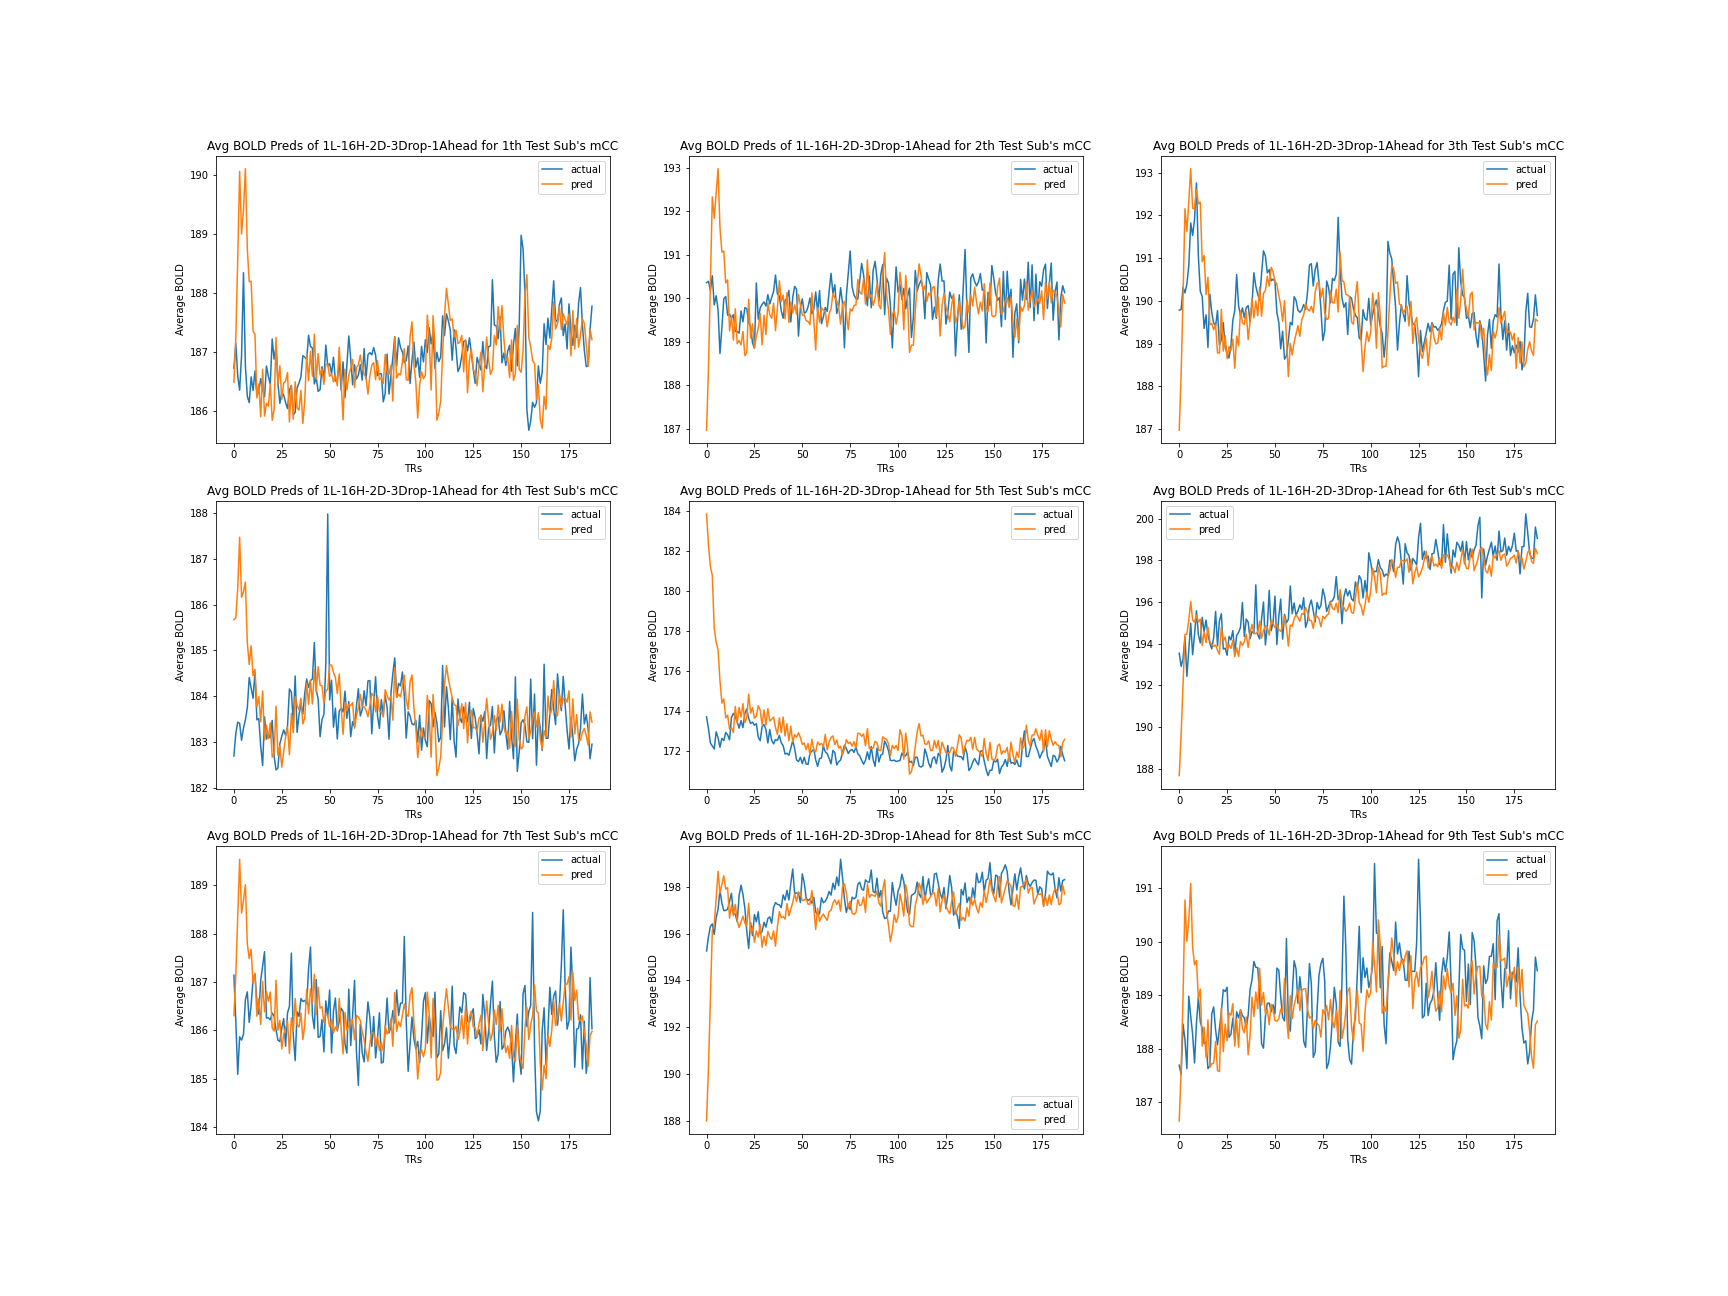 Avg BOLD Preds of 1L-16H-2D-3Drop-1Ahead for 1th Test Sub's mCC
190
189
188
187
186
Average BOLD
actual
pred
0 25 50 75 100 125 150 175
TRs
Avg BOLD Preds of 1L-16H-2D-3Drop-1Ahead for 2th Test Sub's mCC
193
192
191
190
189
188
187
Average BOLD
actual
pred
0 25 50 75 100 125 150 175
TRs
Avg BOLD Preds of 1L-16H-2D-3Drop-1Ahead for 3th Test Sub's mCC
193
192
191
190
189
188
187
Average BOLD
actual
pred
0 25 50 75 100 125 150 175
TRs
Avg BOLD Preds of 1L-16H-2D-3Drop-1Ahead for 4th Test Sub's mCC
188
187
186
185
184
183
182
Average BOLD
actual
pred
0 25 50 75 100 125 150 175
TRs
Avg BOLD Preds of 1L-16H-2D-3Drop-1Ahead for 5th Test Sub's mCC
184
182
180
178
176
174
172
Average BOLD
actual
pred
0 25 50 75 100 125 150 175
TRs
Avg BOLD Preds of 1L-16H-2D-3Drop-1Ahead for 6th Test Sub's mCC
200
198
196
194
192
190
188
Average BOLD
actual
pred
0 25 50 75 100 125 150 175
TRs
Avg BOLD Preds of 1L-16H-2D-3Drop-1Ahead for 7th Test Sub's mCC
189
188
187
186
185
184
Average BOLD
actual
pred
0 25 50 75 100 125 150 175
TRs
Avg BOLD Preds of 1L-16H-2D-3Drop-1Ahead for 8th Test Sub's mCC
198
196
194
192
190
188
Average BOLD
actual
pred
0 25 50 75 100 125 150 175
TRs
Avg BOLD Preds of 1L-16H-2D-3Drop-1Ahead for 9th Test Sub's mCC
191
190
189
188
187
Average BOLD
actual
pred
0 25 50 75 100 125 150 175
TRs